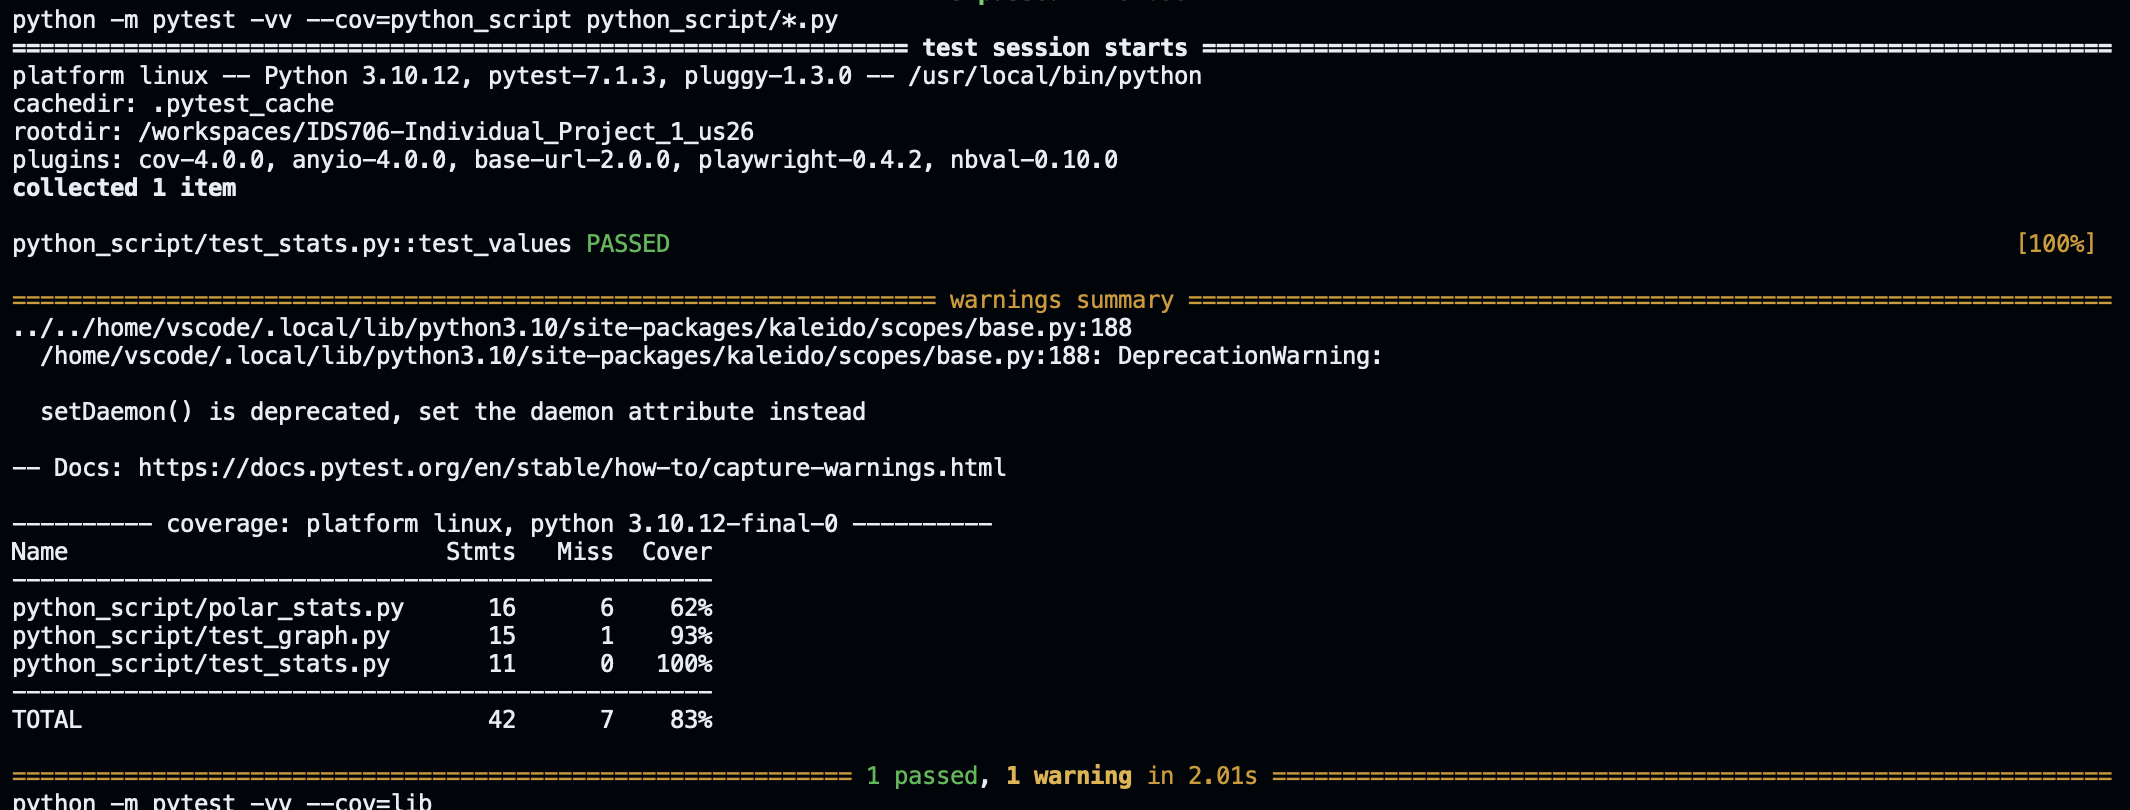 python -m pytest -vv --cov=python_script python_script/*.py
================================================================= test session starts =================================================================
platform linux -- Python 3.10.12, pytest-7.1.3, pluggy-1.3.0 -- /usr/local/bin/python
cachedir: .pytest_cache
rootdir: /workspaces/IDS706-Individual_Project_1_us26
plugins: cov-4.0.0, anyio-4.0.0, base-url-2.0.0, playwright-0.4.2, nbval-0.10.0
collected 1 item
python_script/test_stats.py::test_values PASSED [100%]
================================================================== warnings summary ==================================================================
../../home/vscode/.local/lib/python3.10/site-packages/kaleido/scopes/base.py:188
/home/vscode/.local/lib/python3.10/site-packages/kaleido/scopes/base.py:188: DeprecationWarning:
setDaemon() is deprecated, set the daemon attribute instead
-- Docs: https://docs.pytest.org/en/stable/how-to/capture-warnings.html
---------- coverage: platform linux, python 3.10.12-final-0 ----------
Name Stmts Miss Cover
--------------------------------------------------
python_script/polar_stats.py 16 6 62%
python_script/test_graph.py 15 1 93%
python_script/test_stats.py 11 0 100%
--------------------------------------------------
TOTAL 42 7 83%
============================================================ 1 passed, 1 warning in 2.01s ============================================================
python -m pytest -vv --cov=lib